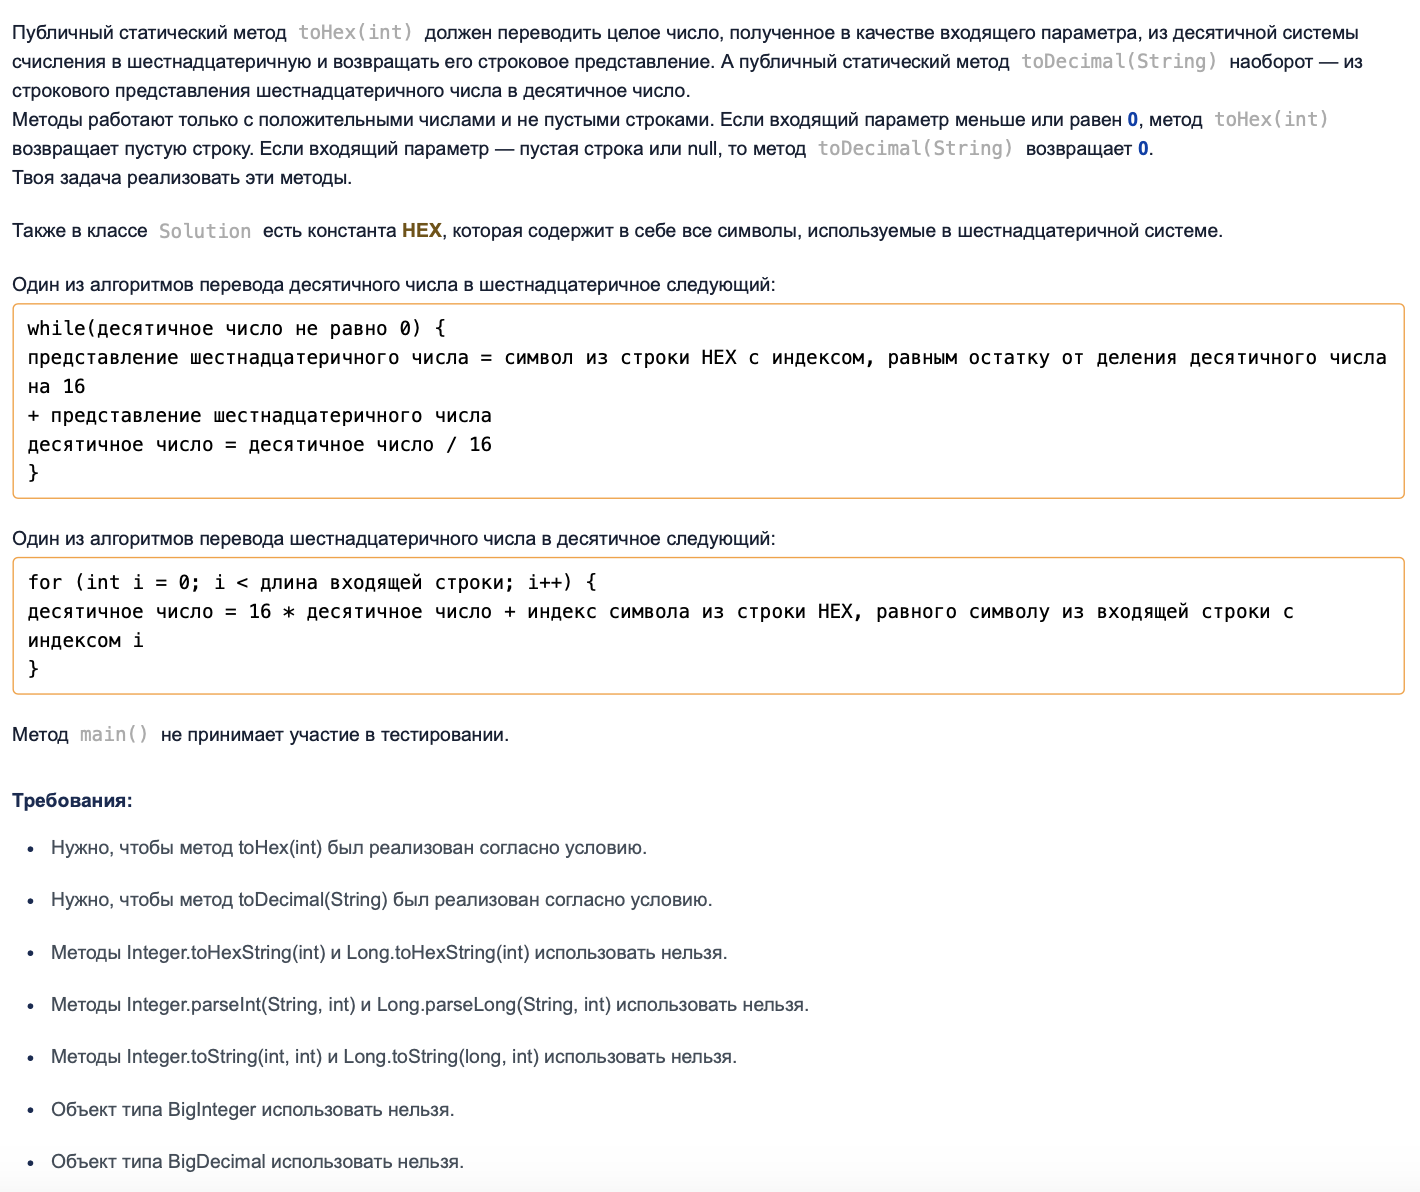 Публичный статический метод toHex(int) должен переводить целое число, полученное в качестве входящего параметра, из десятичной системы
счисления в шестнадцатеричную и возвращать его строковое представление. А публичный статический метод toDecimal(String) наоборот — из
строкового представления шестнадцатеричного числа в десятичное число.
Методы работают только с положительными числами и не пустыми строками. Если входящий параметр меньше или равен 0, метод toHex(int)
возвращает пустую строку. Если входящий параметр — пустая строка или null, то метод toDecimal(String) возвращает 0.
Твоя задача реализовать эти методы.
Также в классе Solution есть константа HEX, которая содержит в себе все символы, используемые в шестнадцатеричной системе.
Один из алгоритмов перевода десятичного числа в шестнадцатеричное следующий:
while(десятичное число не равно 0) {
представление шестнадцатеричного числа = символ из строки HEX с индексом, равным остатку от деления десятичного числа
на 16
+ представление шестнадцатеричного числа
десятичное число = десятичное число / 16
}
Один из алгоритмов перевода шестнадцатеричного числа в десятичное следующий:
for (int i = 0; i < длина входящей строки; i++) {
десятичное число = 16 * десятичное число + индекс символа из строки HEX, равного символу из входящей строки с
индексом i
}
Метод main() не принимает участие в тестировании.
Требования:
• Нужно, чтобы метод toHex(int) был реализован согласно условию.
• Нужно, чтобы метод toDecimal(String) был реализован согласно условию.
• Методы Integer.toHexString(int) и Long.toHexString(int) использовать нельзя.
• Методы Integer.parseInt(String, int) и Long.parseLong(String, int) использовать нельзя.
• Методы Integer.toString(int, int) и Long.toString(long, int) использовать нельзя.
• Объект типа BigInteger использовать нельзя.
• Объект типа BigDecimal использовать нельзя.